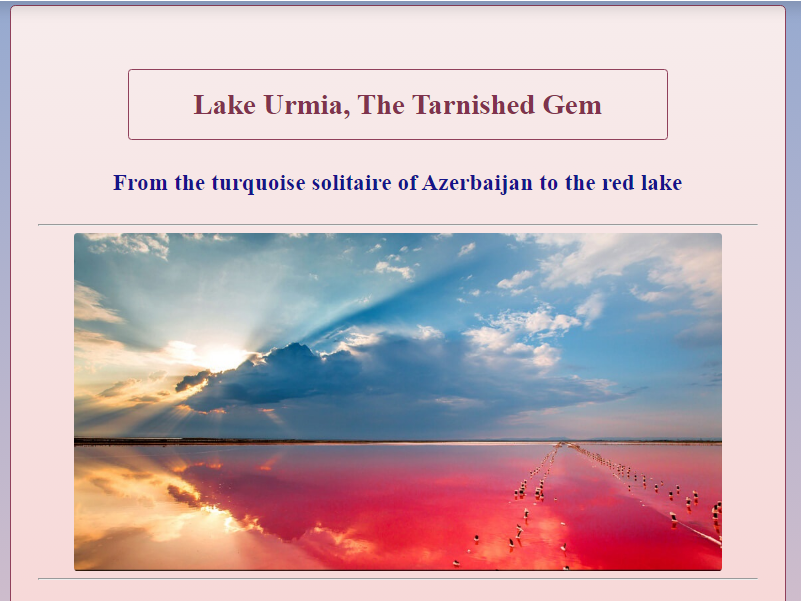 Lake Urmia, The Tarnished Gem
From the turquoise solitaire of Azerbaijan to the red lake